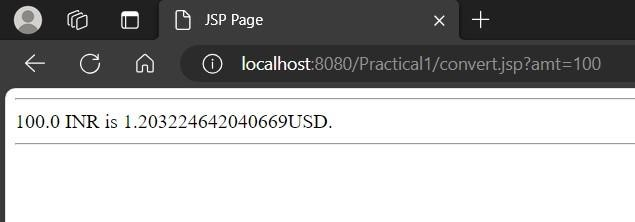 JSP Page
localhost:8080/Practical1/convert.jsp?amt=100
100.0 INR is 1.203224642040669USD.